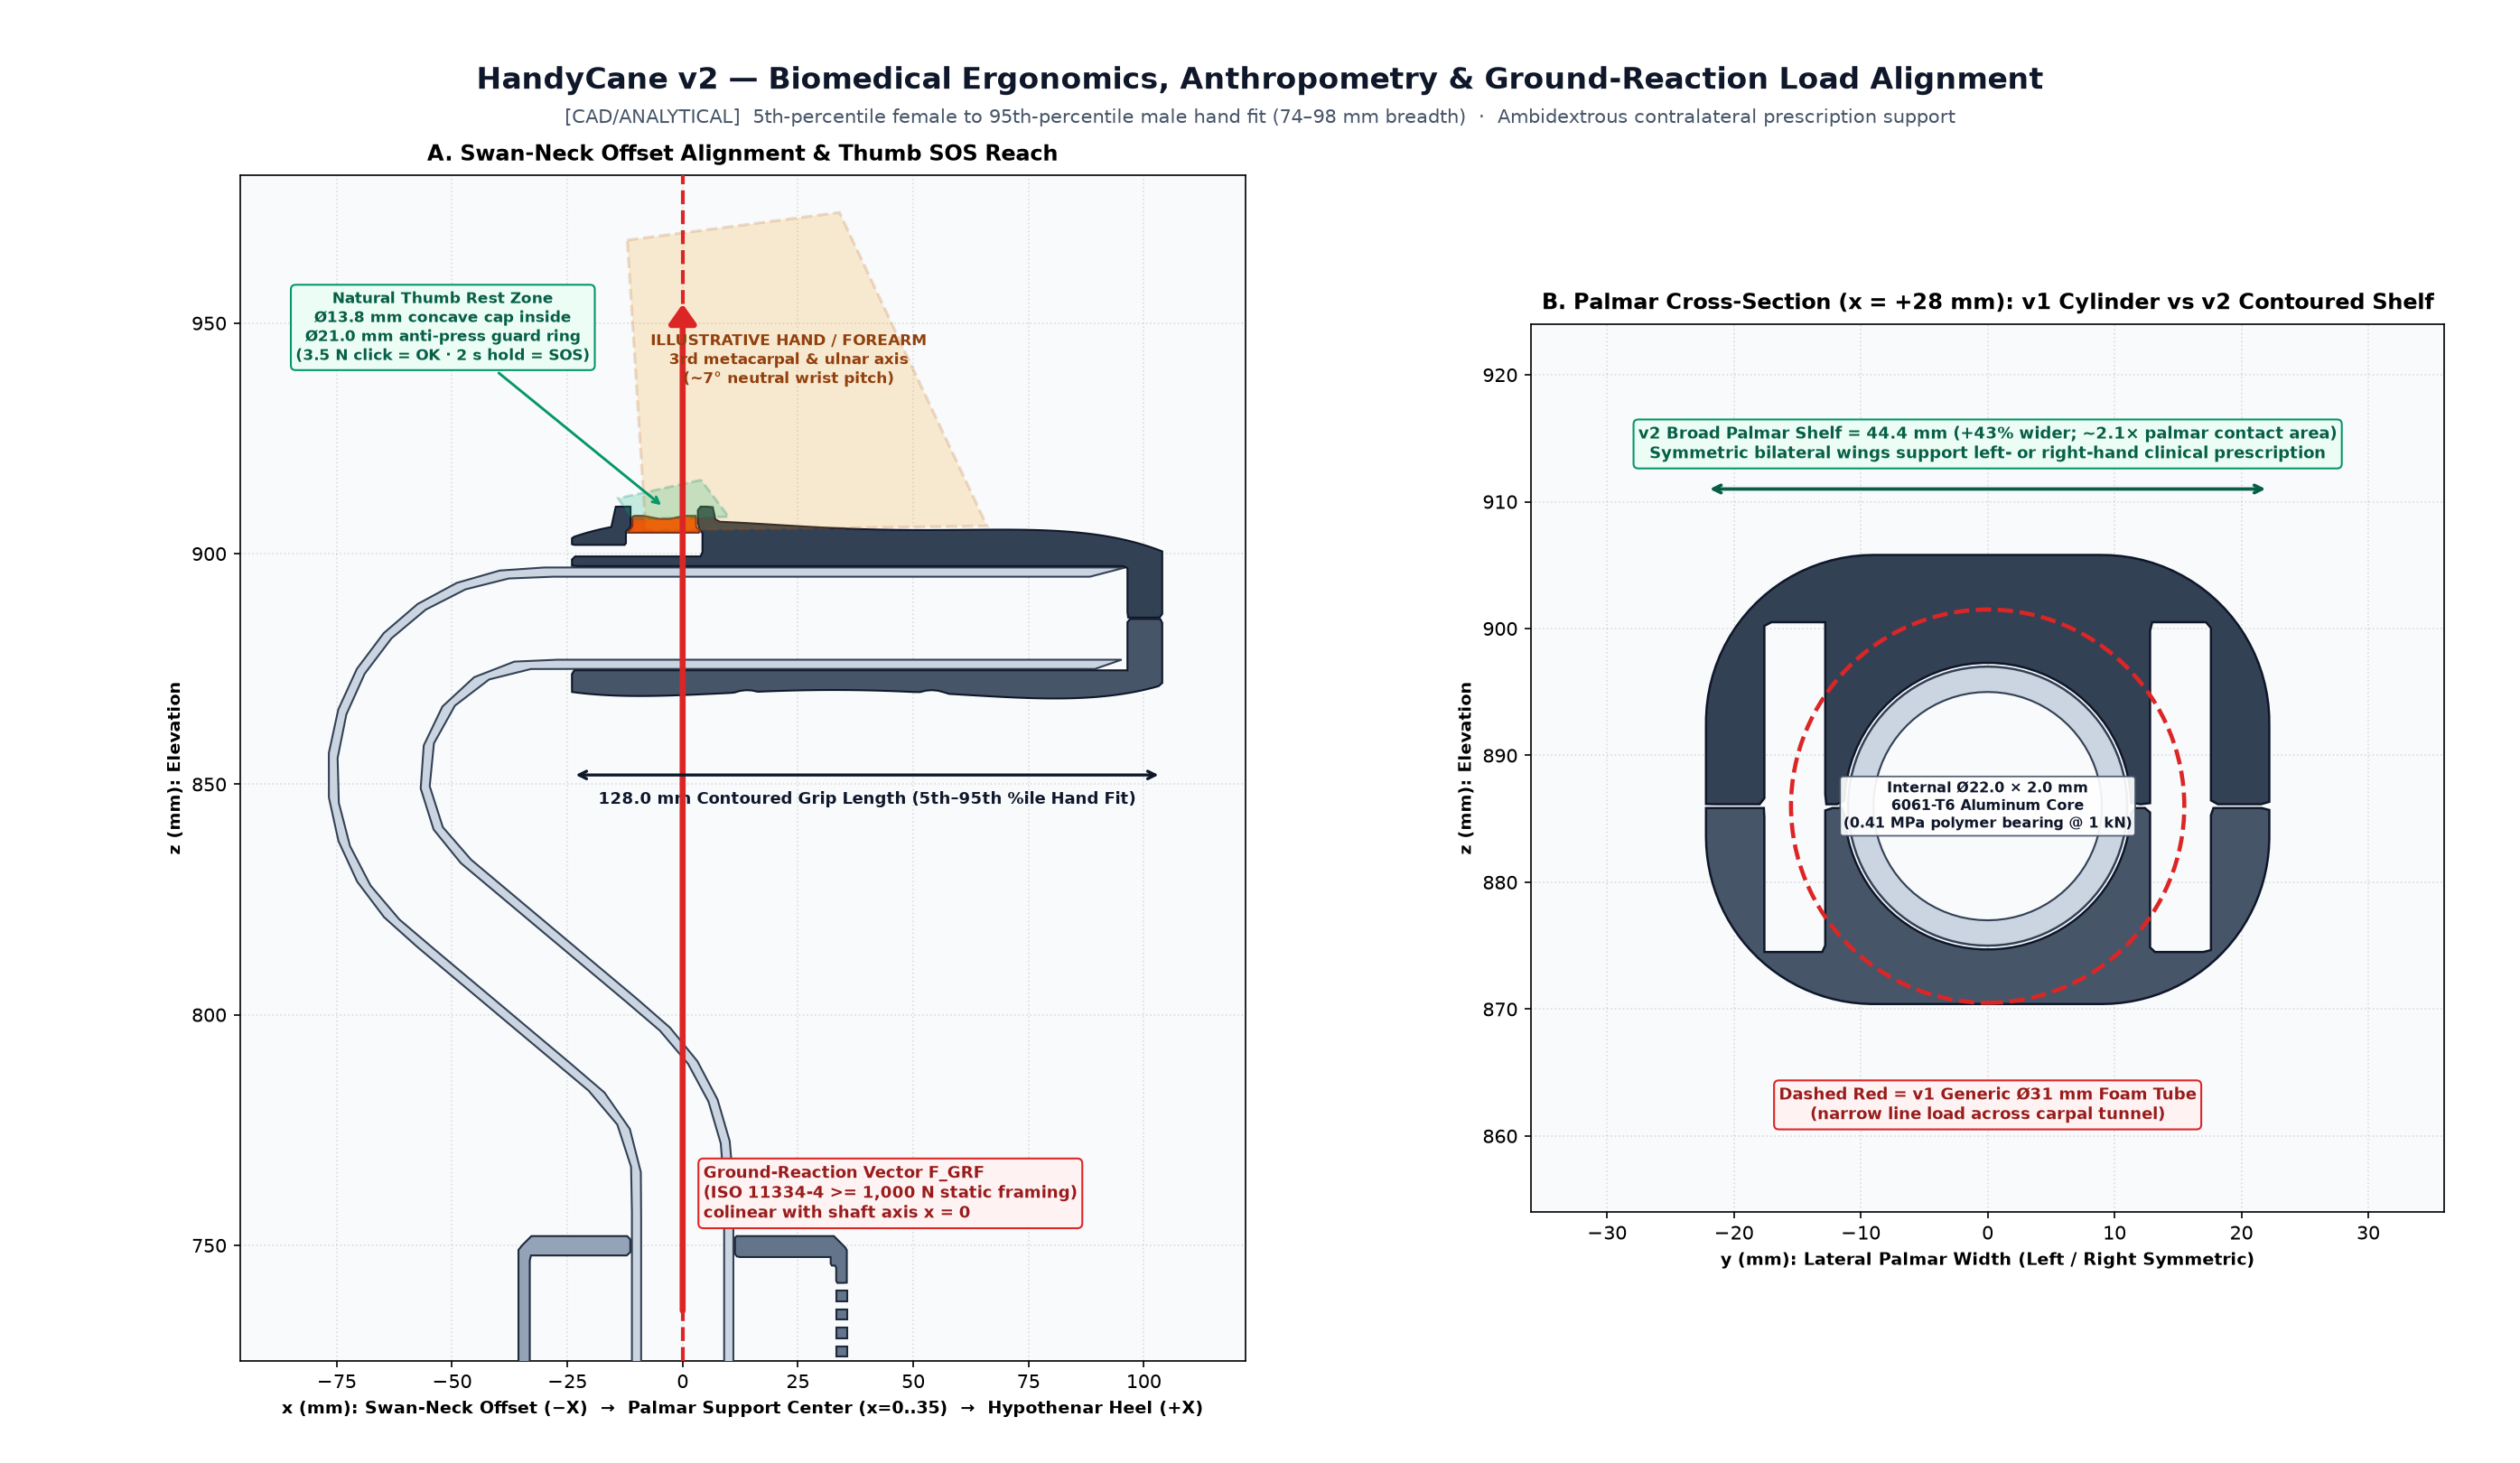 HandyCane v2 — Biomedical Ergonomics, Anthropometry & Ground-Reaction Load Alignment
[CAD/ANALYTICAL]  5th-percentile female to 95th-percentile male hand fit (74–98 mm breadth)  ·  Ambidextrous contralateral prescription support
A. Swan-Neck Offset Alignment & Thumb SOS Reach
Natural Thumb Rest Zone
Ø13.8 mm concave cap inside
Ø21.0 mm anti-press guard ring
(3.5 N click = OK · 2 s hold = SOS)
ILLUSTRATIVE HAND / FOREARM
3rd metacarpal & ulnar axis
(~7° neutral wrist pitch)
128.0 mm Contoured Grip Length (5th–95th %ile Hand Fit)
Ground-Reaction Vector F_GRF
(ISO 11334-4 >= 1,000 N static framing)
colinear with shaft axis x = 0
z (mm): Elevation
950
900
850
800
750
−75
−50
−25
0
25
50
75
100
x (mm): Swan-Neck Offset (−X)  →  Palmar Support Center (x=0..35)  →  Hypothenar Heel (+X)
B. Palmar Cross-Section (x = +28 mm): v1 Cylinder vs v2 Contoured Shelf
v2 Broad Palmar Shelf = 44.4 mm (+43% wider; ~2.1× palmar contact area)
Symmetric bilateral wings support left- or right-hand clinical prescription
Internal Ø22.0 × 2.0 mm
6061-T6 Aluminum Core
(0.41 MPa polymer bearing @ 1 kN)
Dashed Red = v1 Generic Ø31 mm Foam Tube
(narrow line load across carpal tunnel)
z (mm): Elevation
920
910
900
890
880
870
860
−30
−20
−10
0
10
20
30
y (mm): Lateral Palmar Width (Left / Right Symmetric)